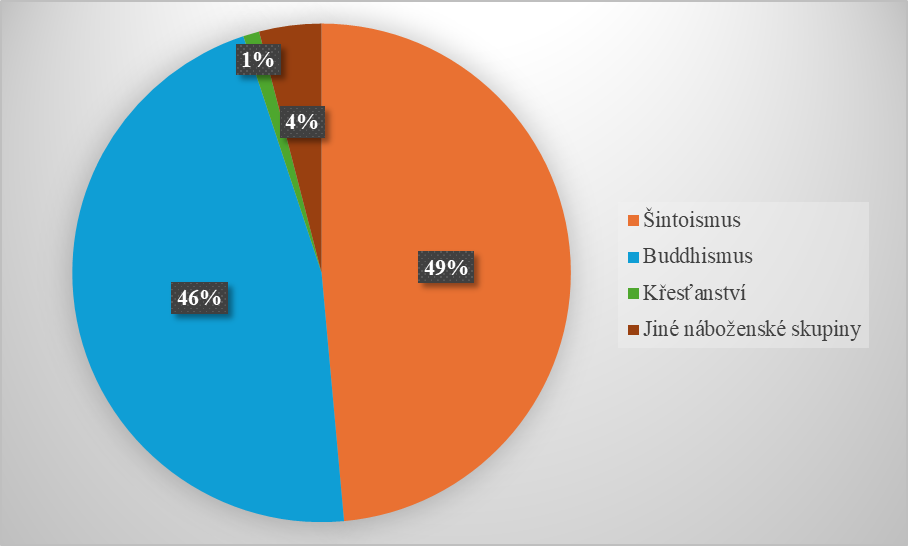 1%
4%
49%
46%
Šintoismus
Buddhismus
Křesťanství
Jiné náboženské skupiny